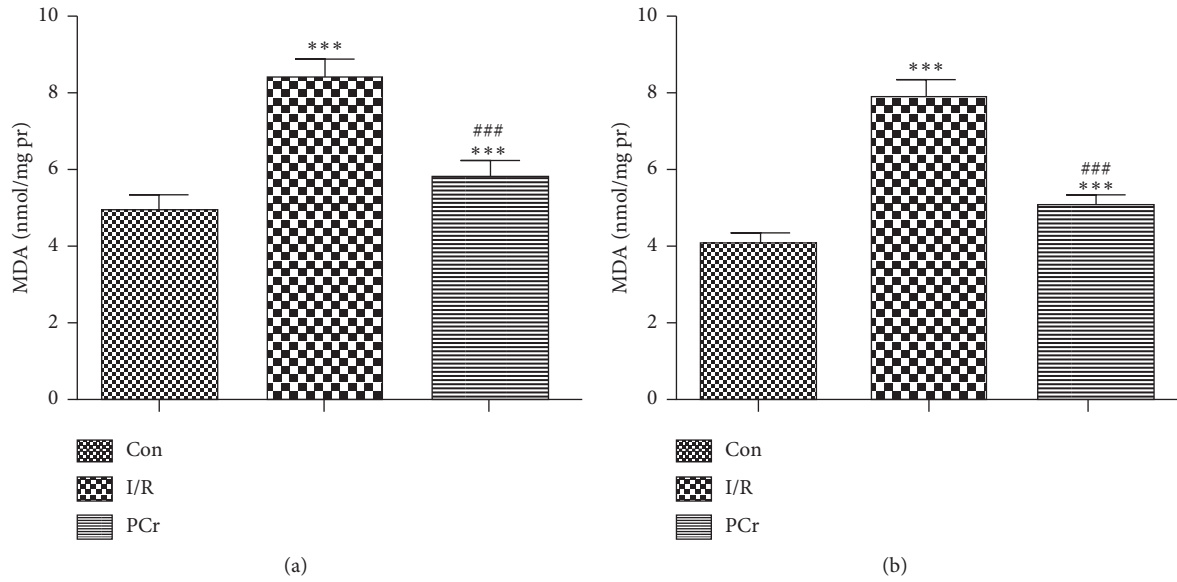 10
8
6
4
2
0
MDA (nmol/mg pr)
***
###
***
Con
I/R
PCr
(a)
10
8
6
4
2
0
MDA (nmol/mg pr)
***
###
***
Con
I/R
PCr
(b)